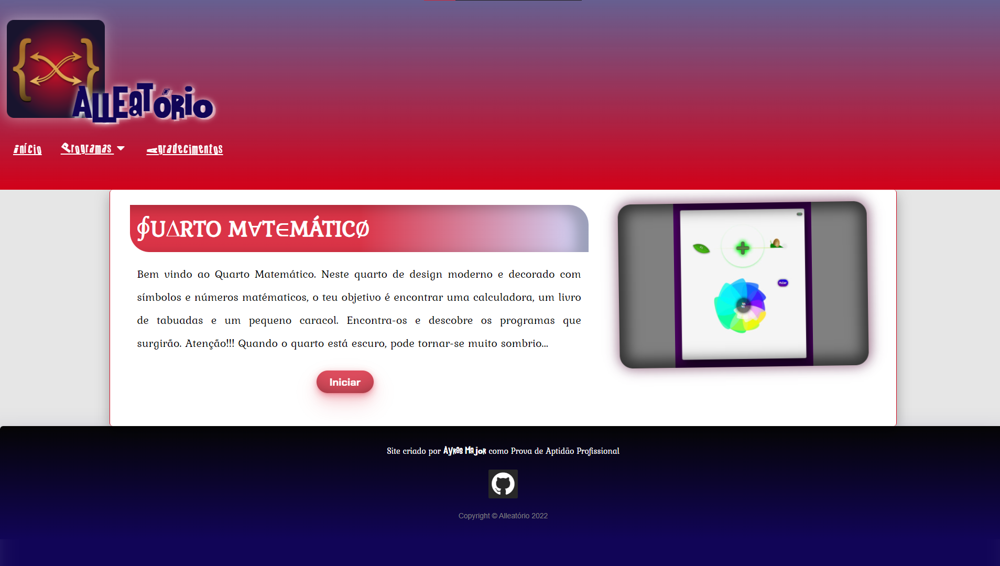 Alleatório
Início
Programas
Agradecimentos
∮U∆RTO M∀T∈MÁTICØ
Bem vindo ao Quarto Matemático. Neste quarto de design moderno e decorado com
símbolos e números matématicos, o teu objetivo é encontrar uma calculadora, um livro
de tabuadas e um pequeno caracol. Encontra-os e descobre os programas que
surgirão. Atenção!!! Quando o quarto está escuro, pode tornar-se muito sombrio...
Iniciar
Site criado por Ayres Major como Prova de Aptidão Profissional
Copyright © Alleatório 2022